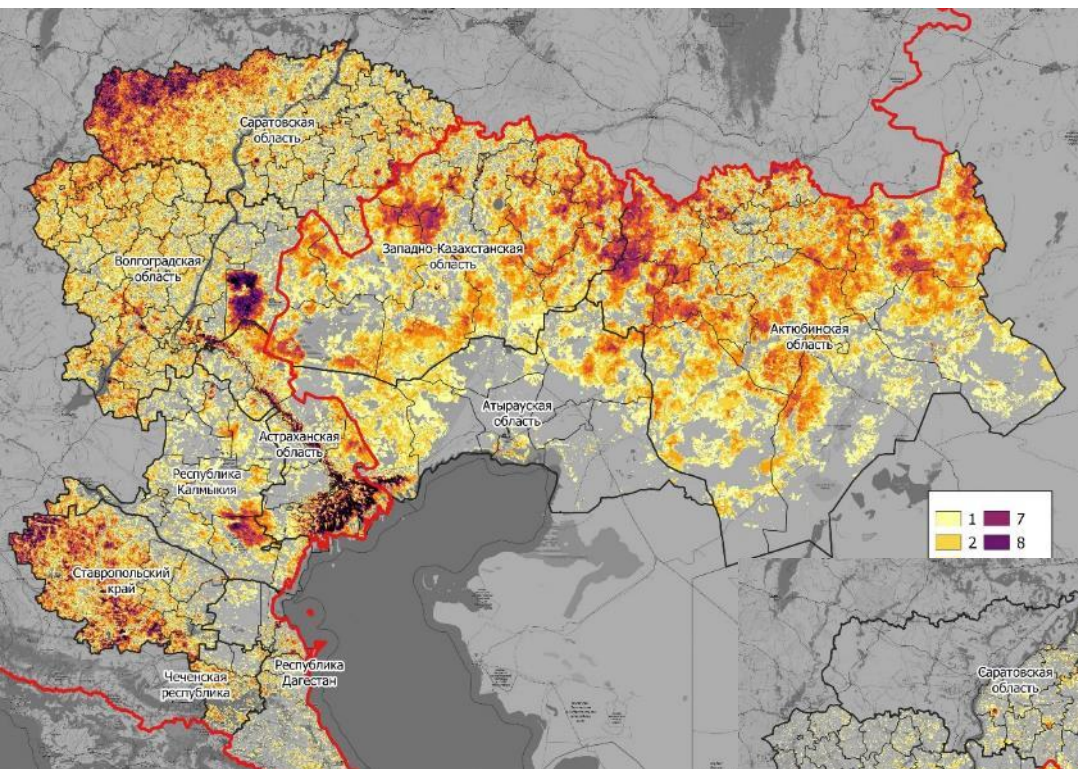 Саратовская
область
Волгоградская
область
Западно-Казахстанская
область
Актюбинская
область
Атырауская
область
Астраханская
область
Республика
Калмыкия
Ставропольский
край
Чеченская
республика
Республика
Дагестан
1 7
2 8
Саратовская
область